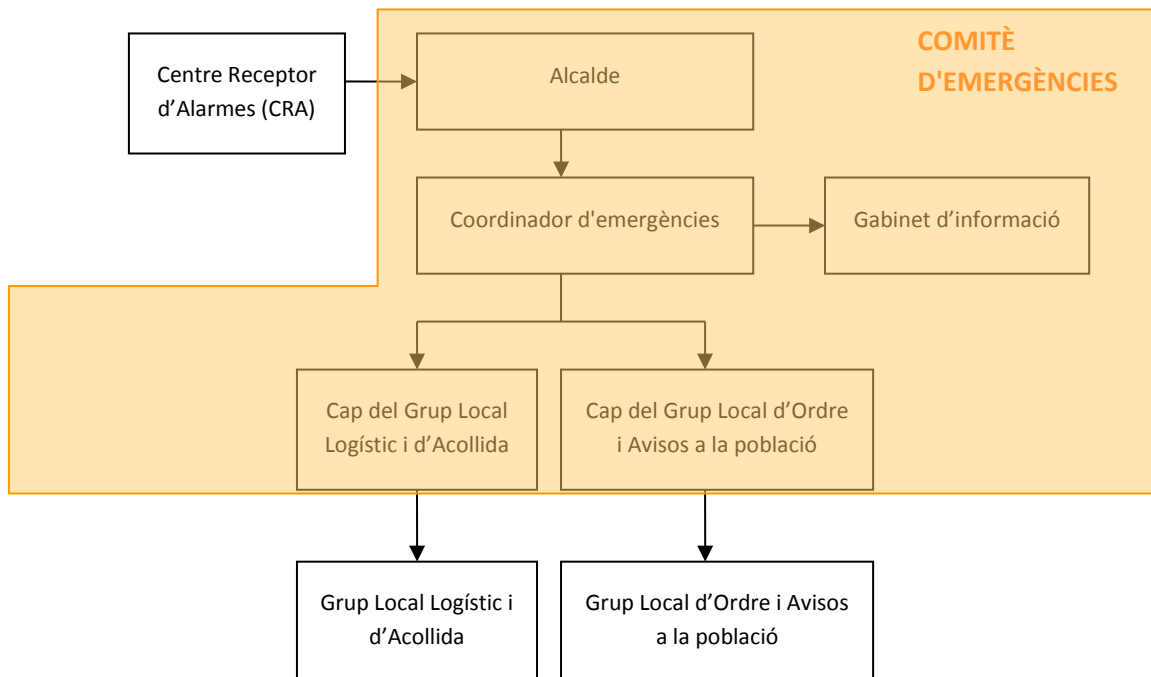 COMITÈ
D'EMERGÈNCIES
Centre Receptor
d’Alarmes (CRA)
Alcalde
Coordinador d'emergències
Gabinet d’informació
Cap del Grup Local
Logístic i d’Acollida
Cap del Grup Local d’Ordre
i Avisos a la població
Grup Local Logístic i
d’Acollida
Grup Local d’Ordre i Avisos
a la població